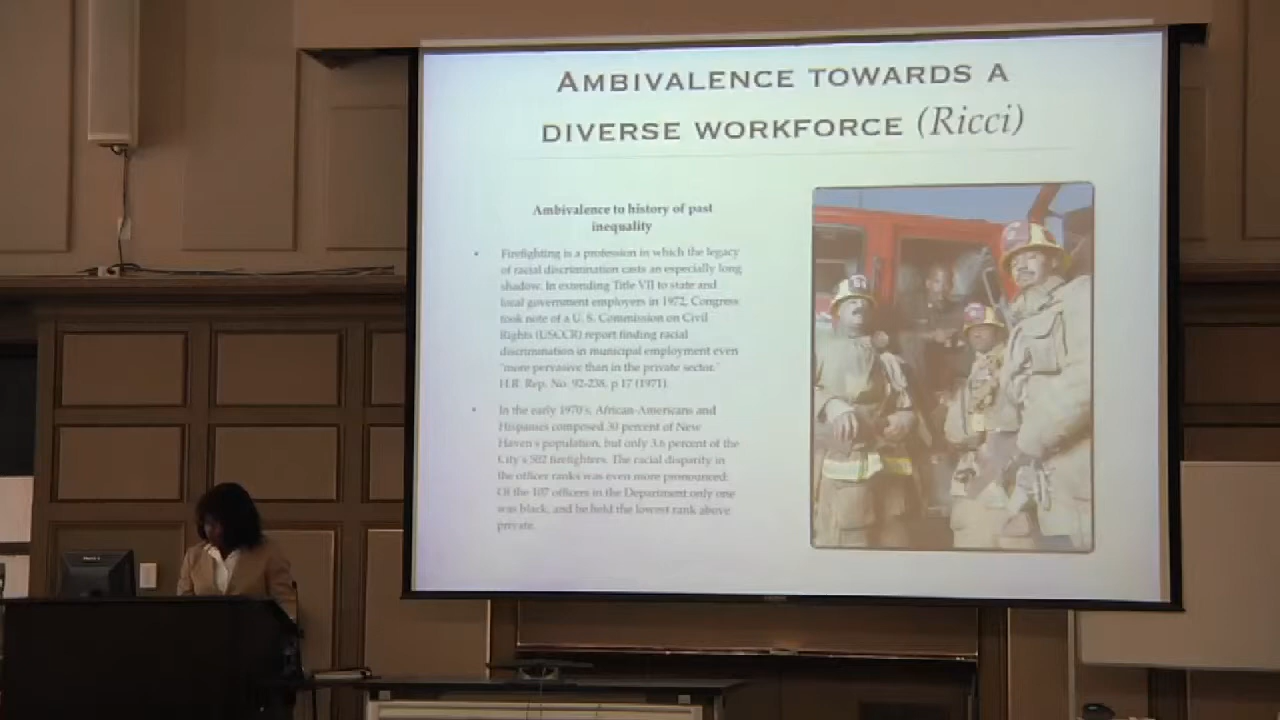 AMBIVALENCE TOWARDS A
DIVERSE WORKFORCE (Ricci)
Ambivalence to history of past
inequality
• Firefighting is a profession in which the legacy
of racial discrimination casts an especially long
shadow. In extending Title VII to state and
local government employers in 1972, Congress
took note of a U. S. Commission on Civil
Rights (USCCR) report finding racial
discrimination in municipal employment even
"more pervasive than in the private sector."
H.R. Rep. No. 92-238, p 17 (1971).
• In the early 1970's, African-Americans and
Hispanics composed 30 percent of New
Haven's population, but only 3.6 percent of the
City's 502 firefighters. The racial disparity in
the officer ranks was even more pronounced:
Of the 107 officers in the Department only one
was black, and he held the lowest rank above
private.